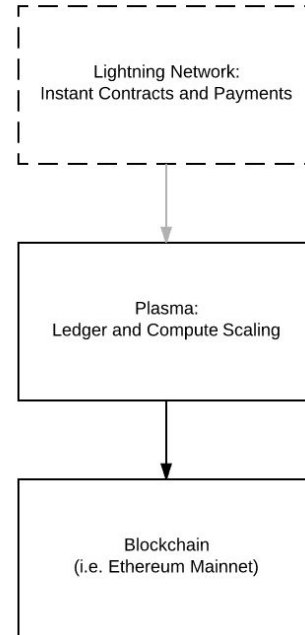 Lightning Network:
Instant Contracts and Payments
Plasma:
Ledger and Compute Scaling
Blockchain
(i.e. Ethereum Mainnet)